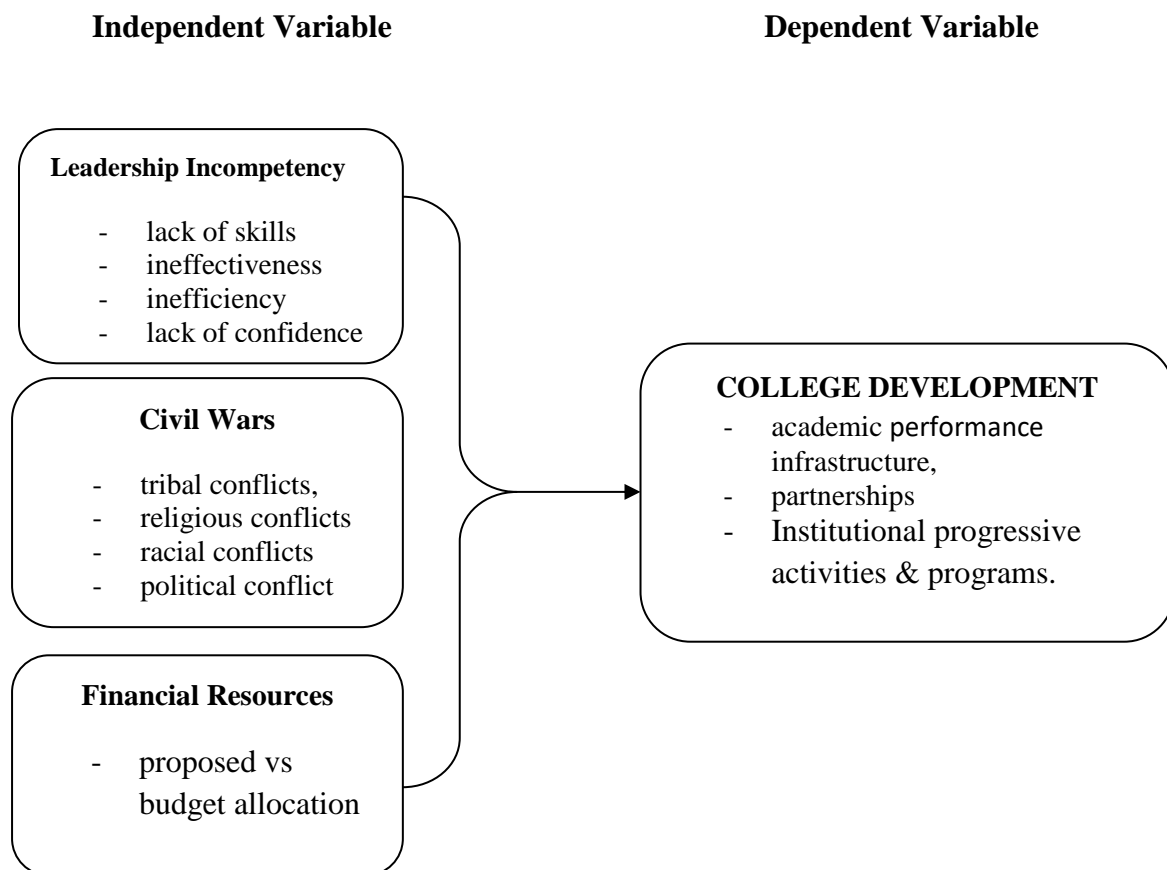 Independent Variable
Dependent Variable
Leadership Incompetency
- lack of skills
- ineffectiveness
- inefficiency
- lack of confidence
Civil Wars
- tribal conflicts,
- religious conflicts
- racial conflicts
- political conflict
Financial Resources
- proposed vs
budget allocation
COLLEGE DEVELOPMENT
- academic performance
infrastructure,
- partnerships
- Institutional progressive
activities & programs.